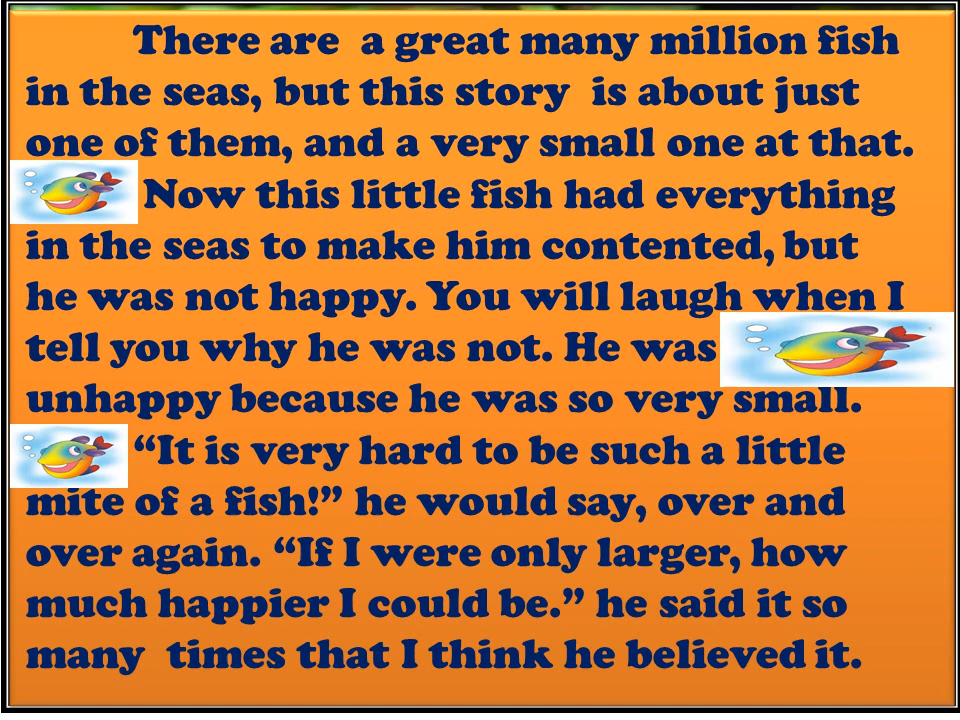 There are a great many million fish
in the seas, but this story is about just
one of them, and a very small one at that.
Now this little fish had everything
in the seas to make him contented, but
he was not happy. You will laugh when I
tell you why he was not. He was
unhappy because he was so very small.
“It is very hard to be such a little
mite of a fish!” he would say, over and
over again. “If I were only larger, how
much happier I could be.” he said it so
many times that I think he believed it.